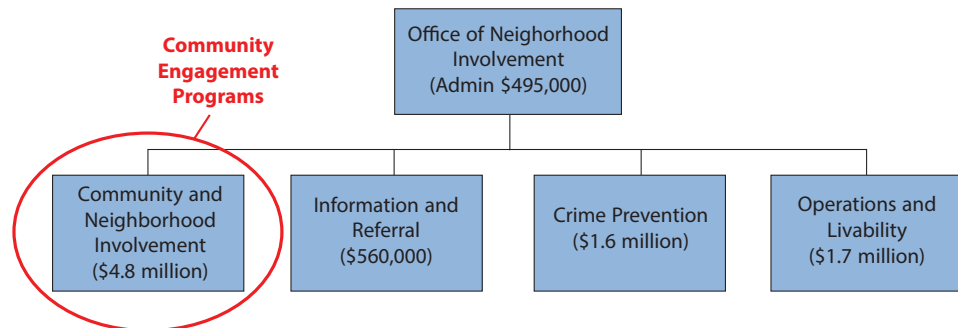 Office of Neighorhood
Involvement
(Admin $495,000)
Community
Engagement
Programs
Community and
Neighborhood
Involvement
($4.8 million)
Information and
Referral
($560,000)
Crime Prevention
($1.6 million)
Operations and
Livability
($1.7 million)